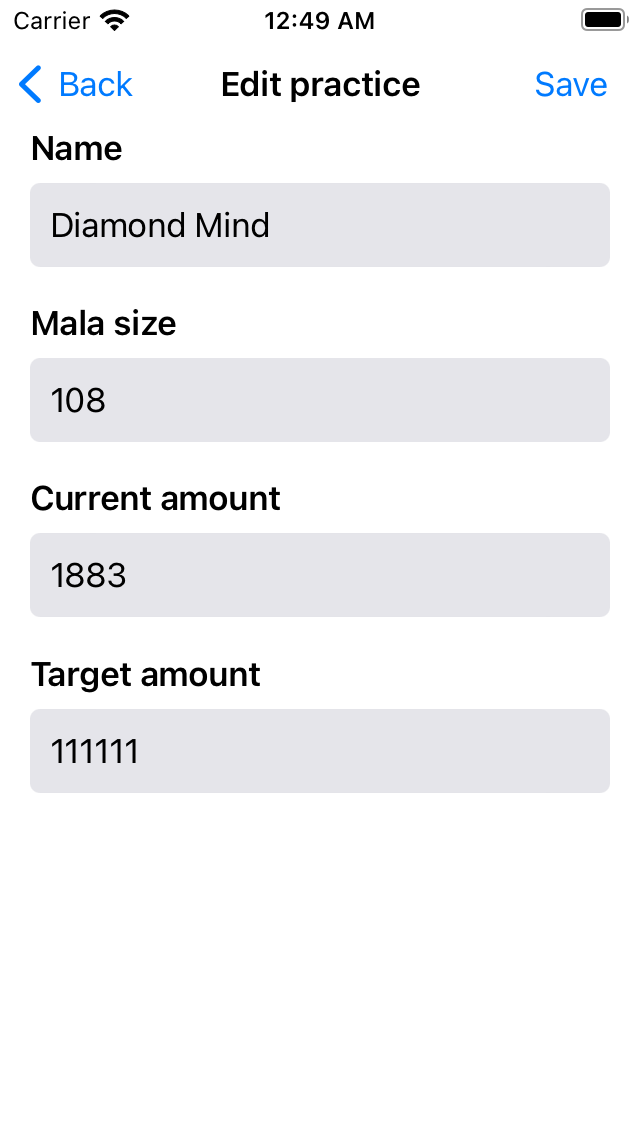 Carrier 12:49 AM
Back Edit practice Save
Name
Diamond Mind
Mala size
108
Current amount
1883
Target amount
111111